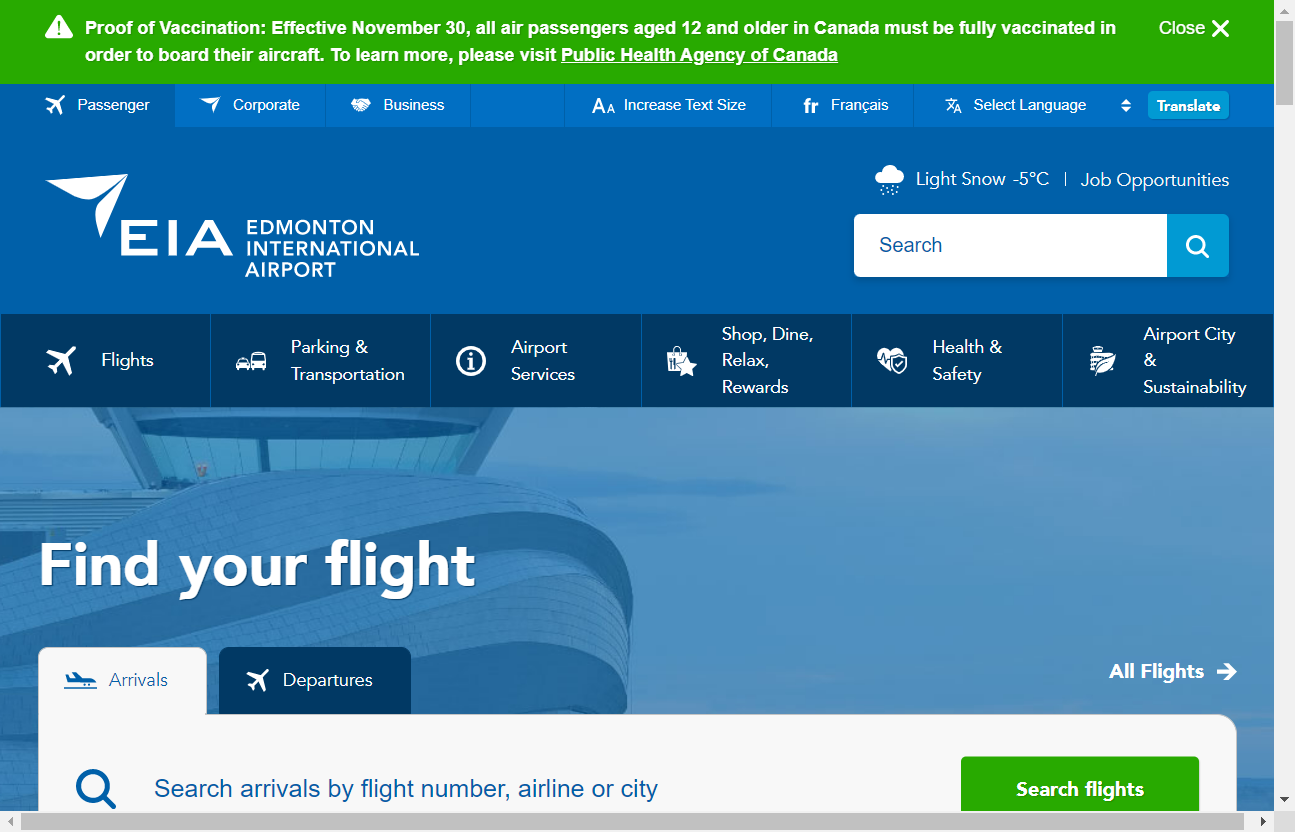 Proof of Vaccination: Effective November 30, all air passengers aged 12 and older in Canada must be fully vaccinated in
order to board their aircraft. To learn more, please visit Public Health Agency of Canada
Close
Passenger
Corporate
Business
Increase Text Size
fr Français
Select Language
Translate
EIA EDMONTON
INTERNATIONAL
AIRPORT
Light Snow -5°C
Job Opportunities
Search
Flights
Parking &
Transportation
Airport
Services
Shop, Dine,
Relax,
Rewards
Health &
Safety
Airport City
&
Sustainability
Find your flight
Arrivals
Departures
All Flights
Search arrivals by flight number, airline or city
Search flights